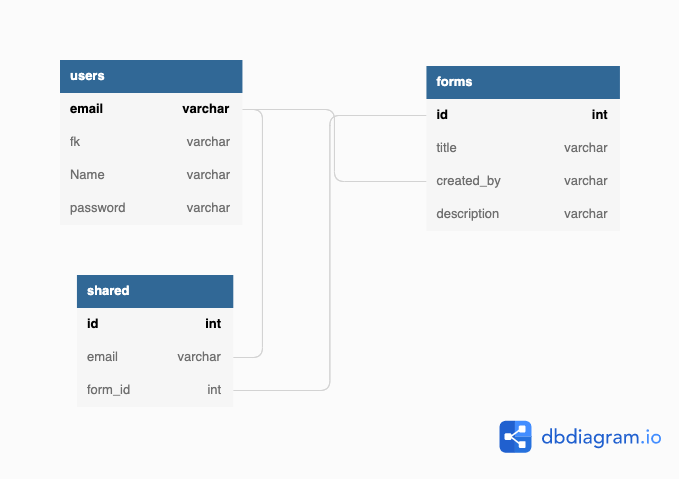 users
email varchar
fk varchar
Name varchar
password varchar
forms
id int
title varchar
created_by varchar
description varchar
shared
id int
email varchar
form_id int
dbdiagram.io